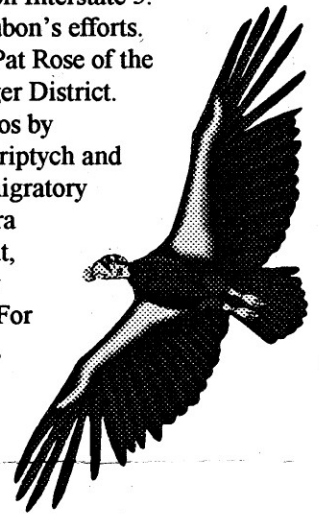 on Interstate 5.
ubon’s efforts.
Pat Rose of the
ger District.
os by
riptych and
igratory
ra
t,
For